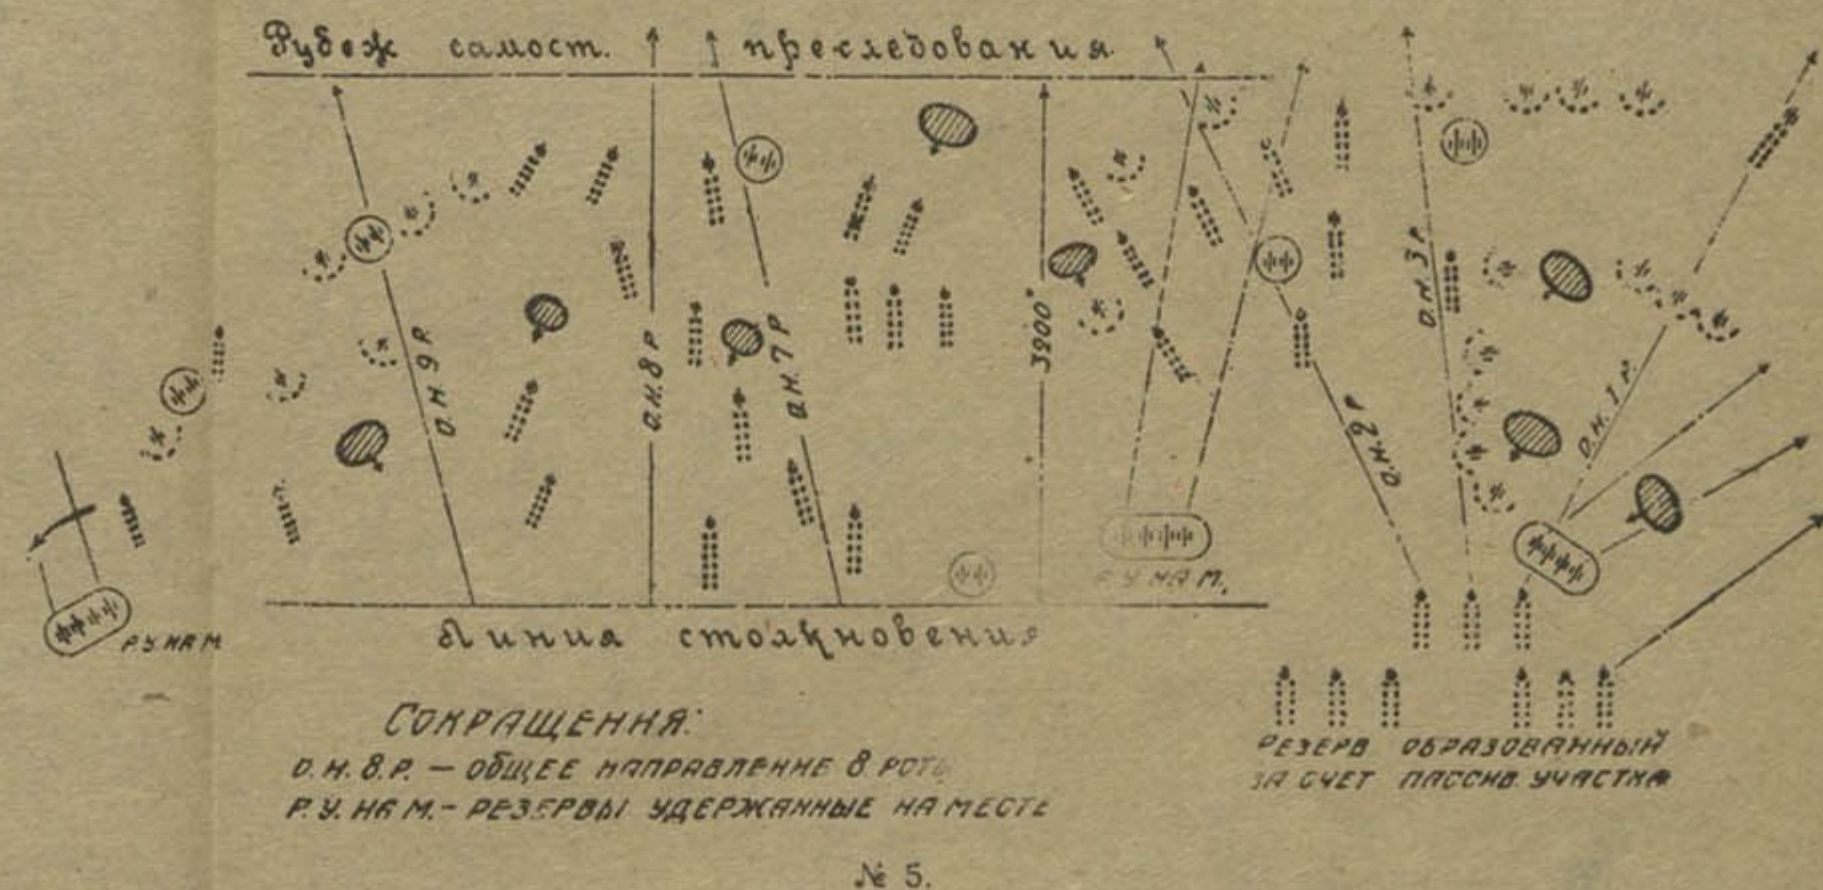 Рубеж самост. преследования
О.Н. 9 Р.
О.Н. 8 Р.
О.Н. 7 Р
3200ˣ
О.Н. 2 Р
О.Н. 3 Р
О.Н. 1 Р.
Р.У. НА М.
Р У НА М.
Линия столкновения
СОКРАЩЕНИЯ:
О.Н. 8. Р. — ОБЩЕЕ НАПРАВЛЕНИЕ 8 РОТЫ
Р. У. НА М. - РЕЗЕРВЫ УДЕРЖАННЫЕ НА МЕСТЕ
РЕЗЕРВ ОБРАЗОВАННЫЙ
ЗА СЧЕТ ПАССИВ. УЧАСТКА
№ 5.